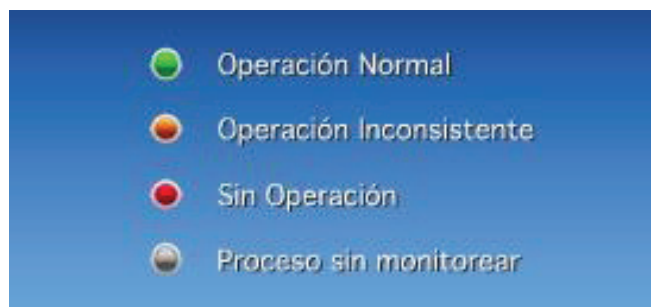 Operación Normal
Operación Inconsistente
Sin Operación
Proceso sin monitorear